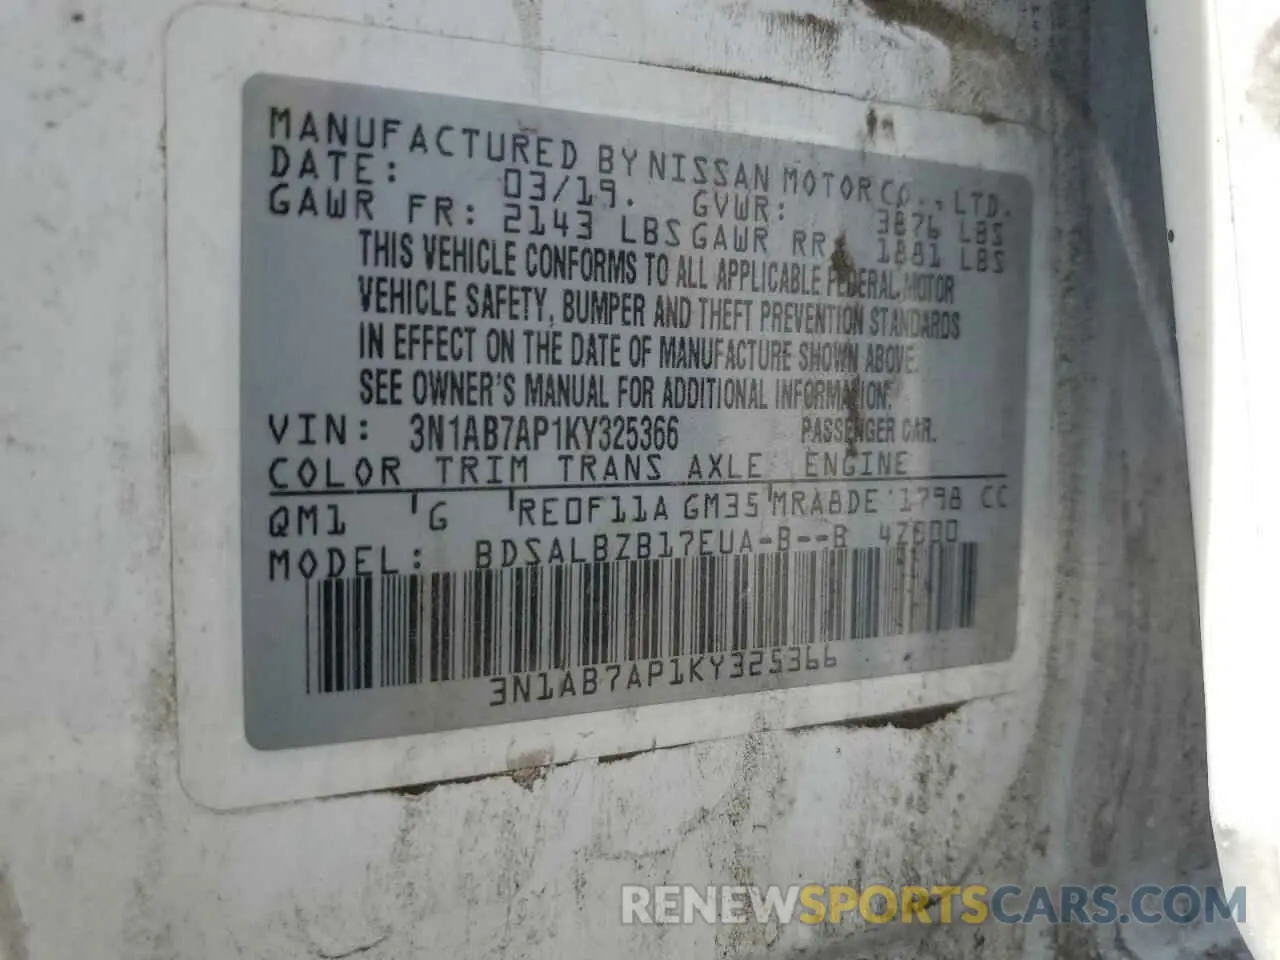 MANUFACTURED BY NISSAN MOTOR CO., LTD.
DATE: 03/19. GVWR: 3876 LBS
GAWR FR: 2143 LBS GAWR RR: 1881 LBS
THIS VEHICLE CONFORMS TO ALL APPLICABLE FEDERAL MOTOR
VEHICLE SAFETY, BUMPER AND THEFT PREVENTION STANDARDS
IN EFFECT ON THE DATE OF MANUFACTURE SHOWN ABOVE.
SEE OWNER'S MANUAL FOR ADDITIONAL INFORMATION.
VIN: 3N1AB7AP1KY325366 PASSENGER CAR.
COLOR TRIM TRANS AXLE ENGINE
QM1 G RE0F11A GM35 MRA8DE 1798 CC
MODEL: BDSALBZB17EUA-B--B
3N1AB7AP1KY325366
RENEWSPORTSCARS.COM